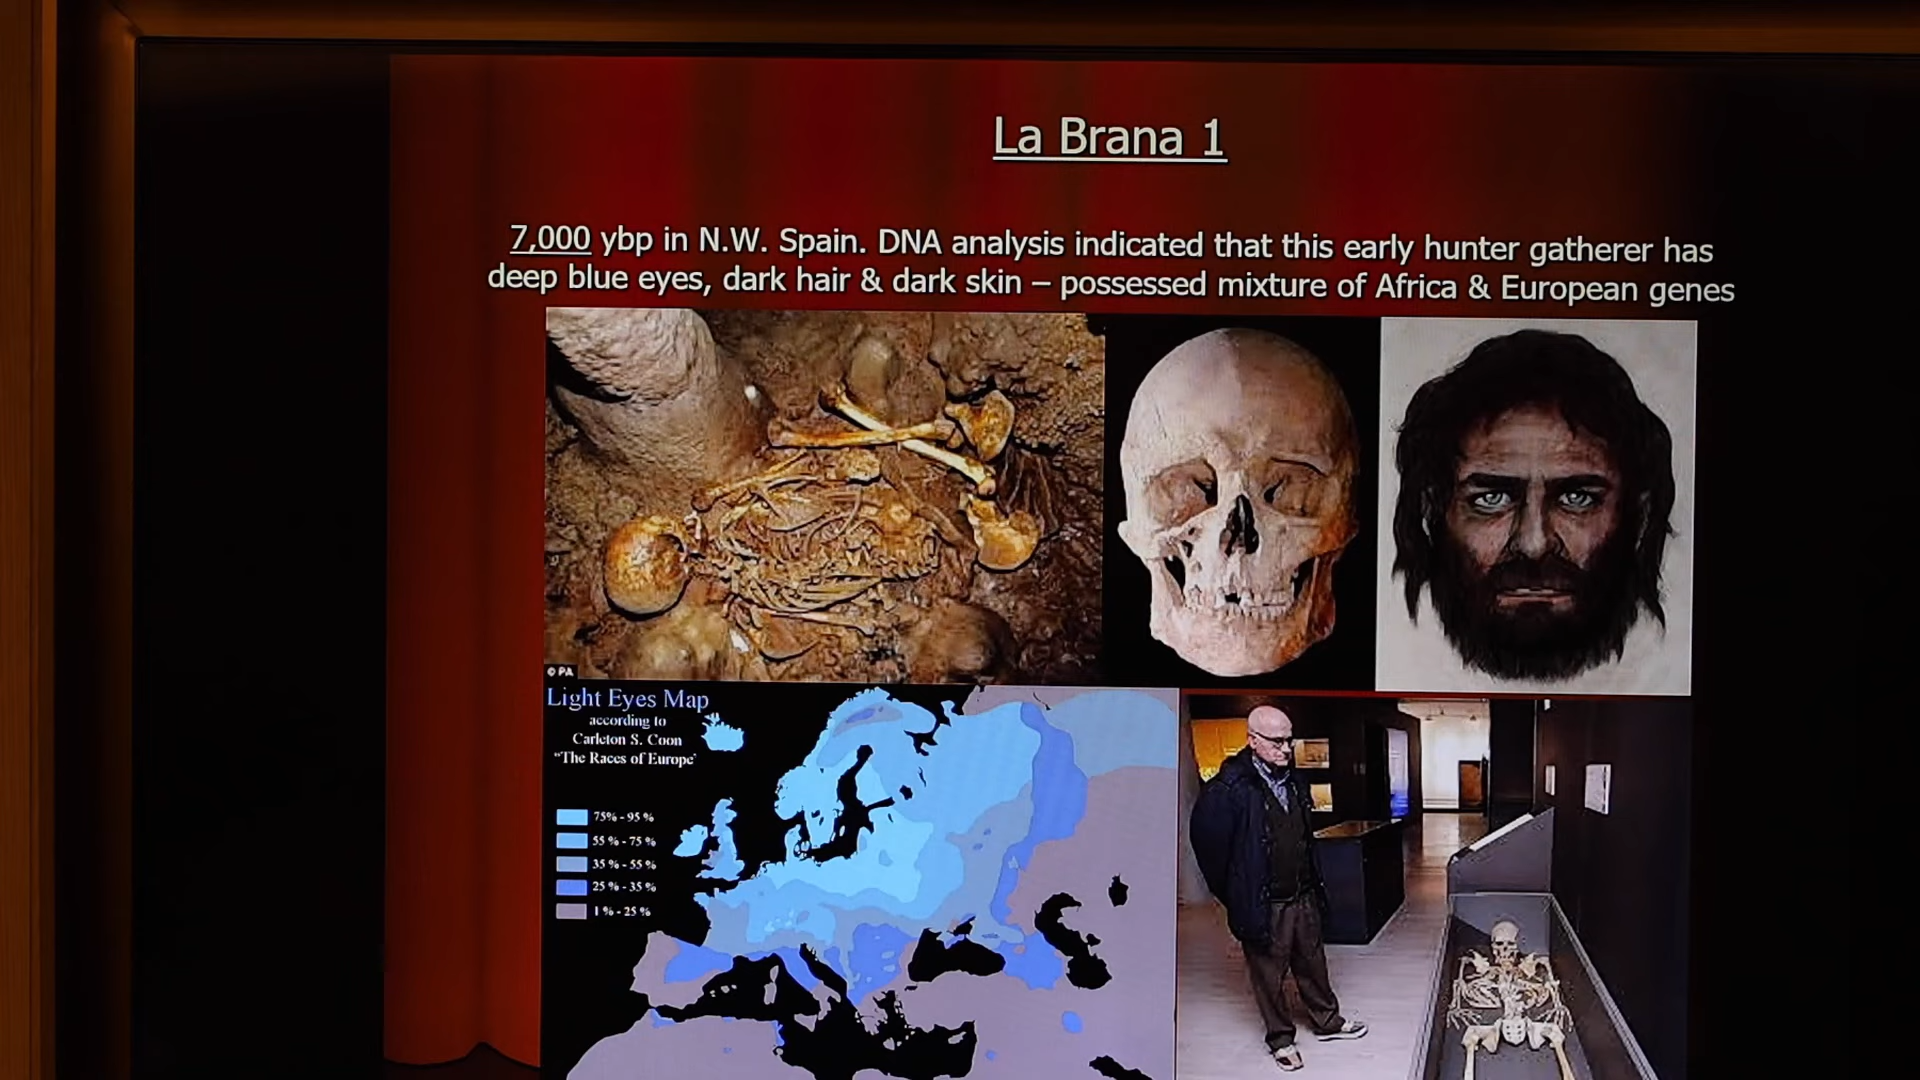 La Brana 1
7,000 ybp in N.W. Spain. DNA analysis indicated that this early hunter gatherer has
deep blue eyes, dark hair & dark skin – possessed mixture of Africa & European genes
© PA
Light Eyes Map
according to
Carleton S. Coon
"The Races of Europe'
75% - 95 %
55 % - 75 %
35 % - 55 %
25 % - 35 %
1 % - 25 %